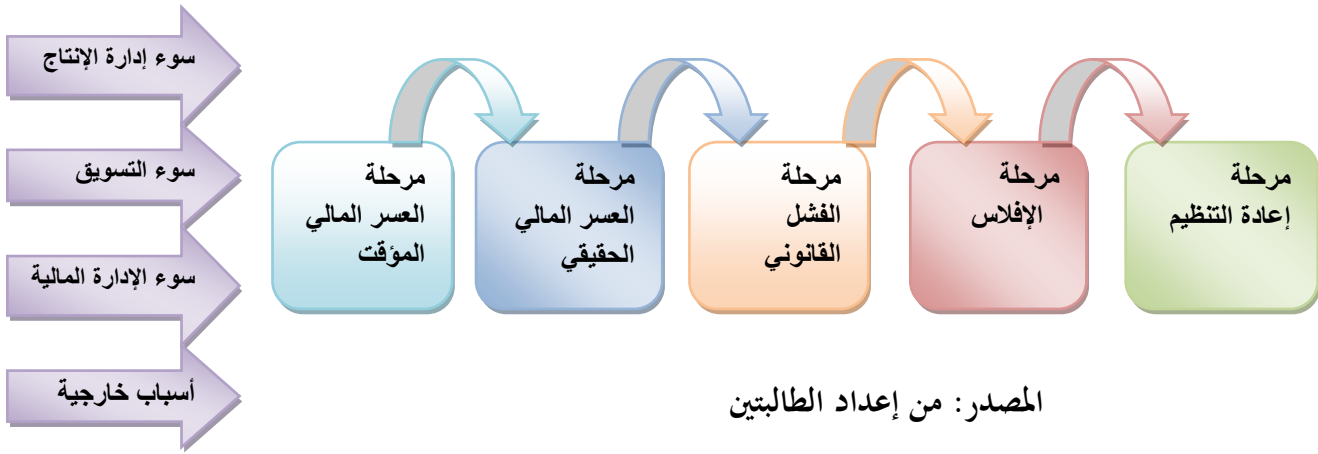 سوء إدارة الإنتاج
سوء التسويق
سوء الإدارة المالية
أسباب خارجية
مرحلة
العسر المالي
المؤقت
مرحلة
العسر المالي
الحقيقي
مرحلة
الفشل
القانوني
مرحلة
الإفلاس
مرحلة
إعادة التنظيم
المصدر: من إعداد الطالبتين